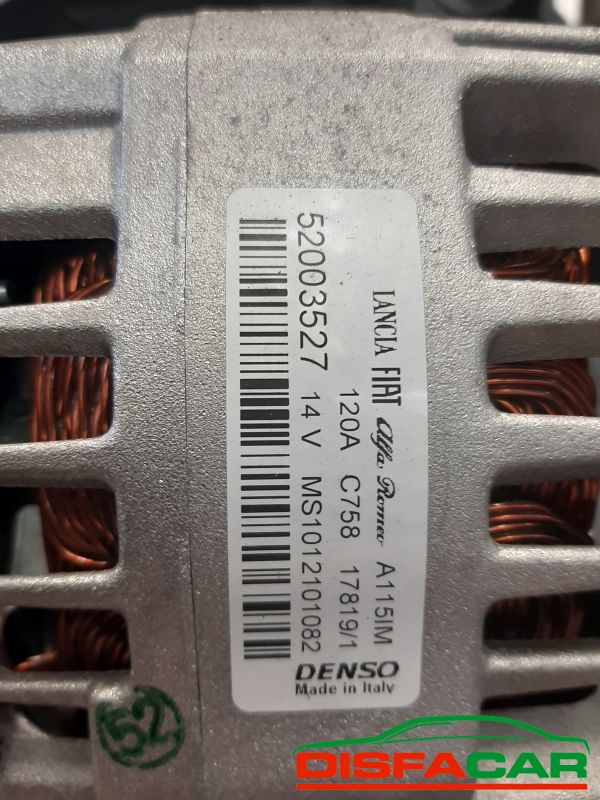 LANCIA FIAT Alfa Romeo A115IM
120A C758 17819/1
52003527 14 V MS1012101082
DENSO
Made in Italy
52
DISFACAR